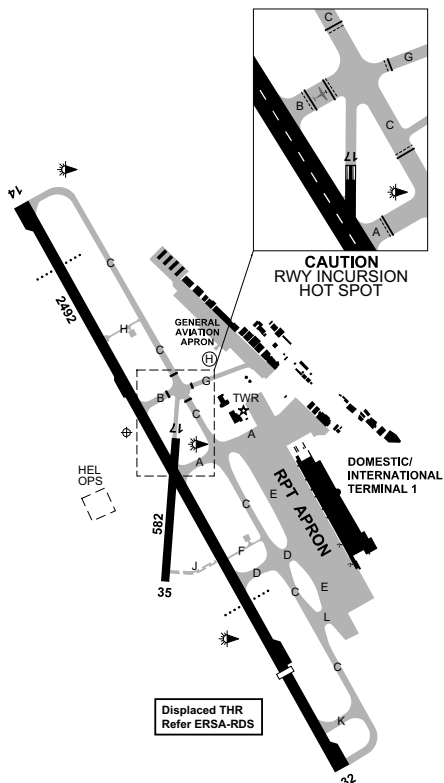 C
G
B
C
17
A
CAUTION
RWY INCURSION
HOT SPOT
14
C
2492
H
GENERAL
AVIATION
APRON
H
C
G
TWR
B
C
17
A
A
DOMESTIC/
INTERNATIONAL
TERMINAL 1
HEL
OPS
RPT APRON
E
C
582
F
J
D
D
35
C
E
L
C
Displaced THR
Refer ERSA-RDS
K
32